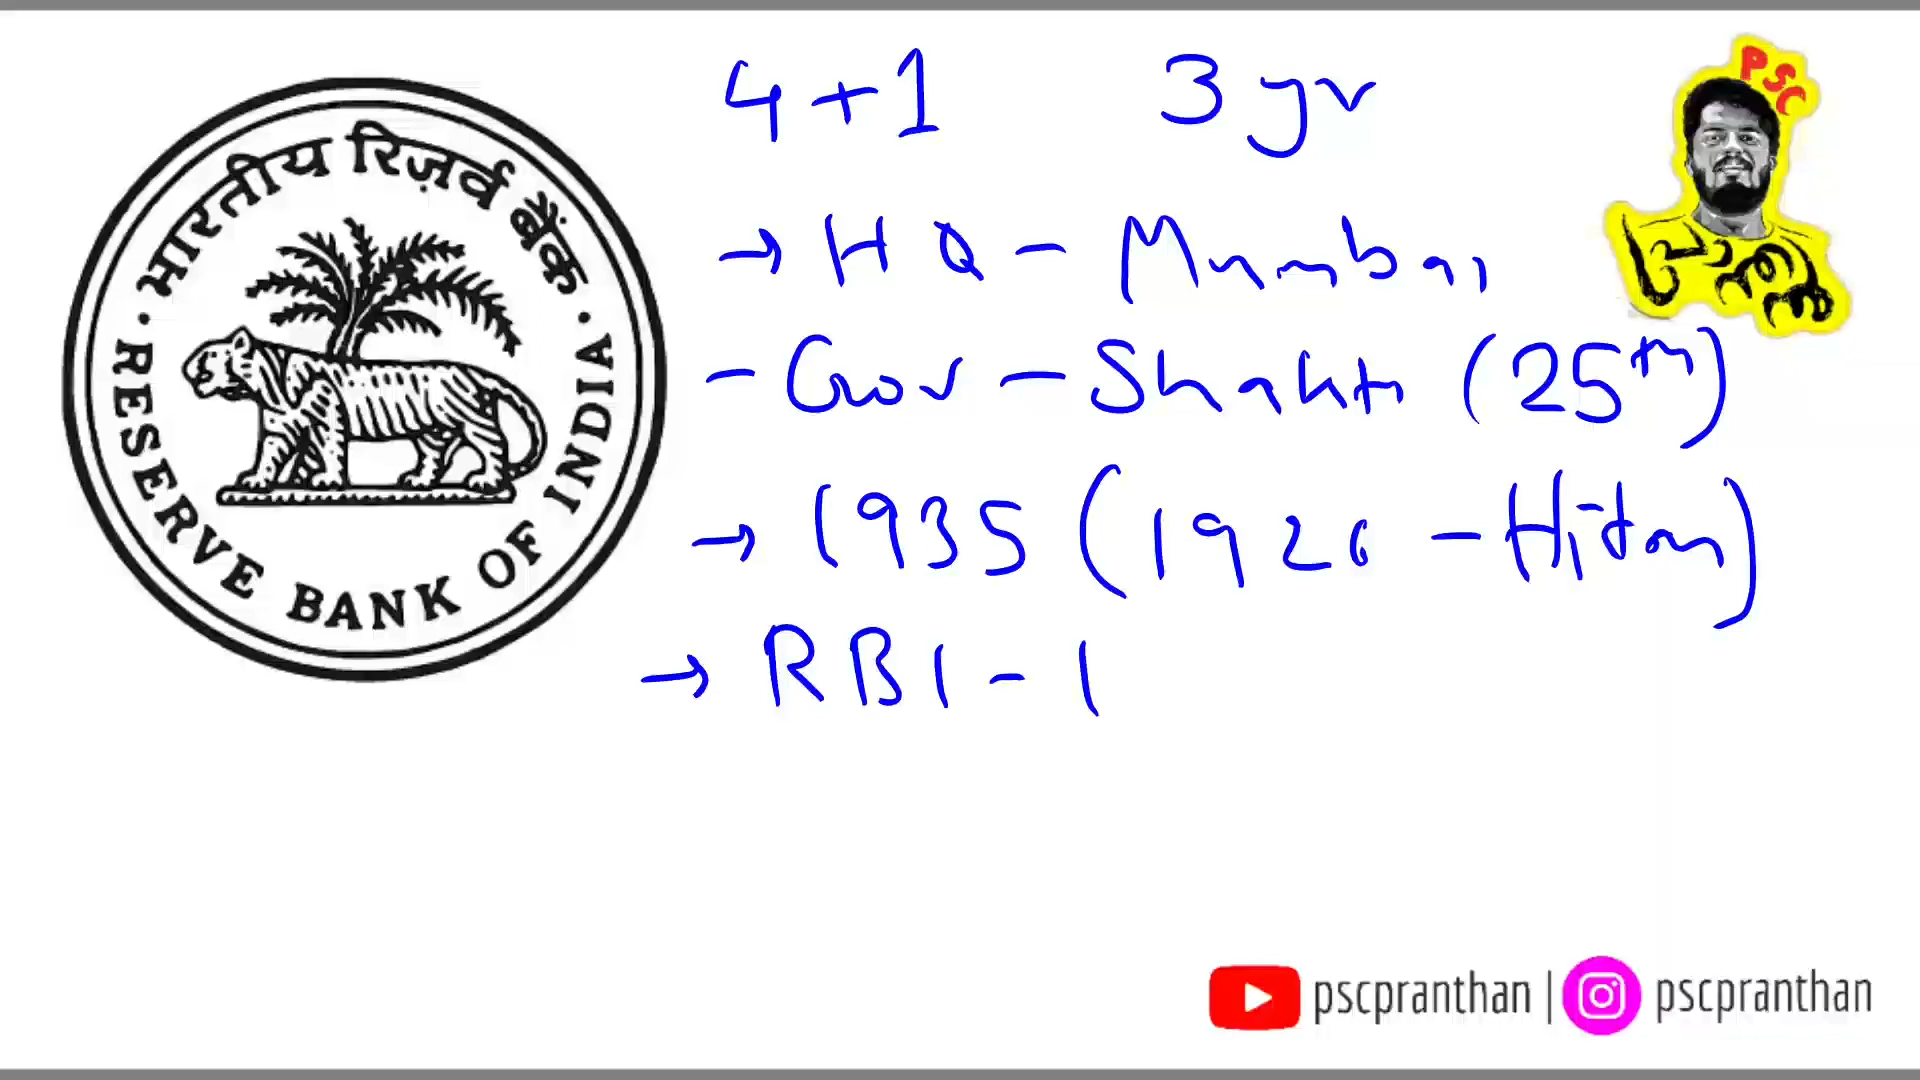 भारतीय रिज़र्व बैंक
RESERVE BANK OF INDIA
4+1 3 yr
→ HQ - Mumbai
- Gov - Shakti (25th)
→ 1935 (1926 - Hilton)
→ RBI - 1
PSC
pscpranthan | pscpranthan